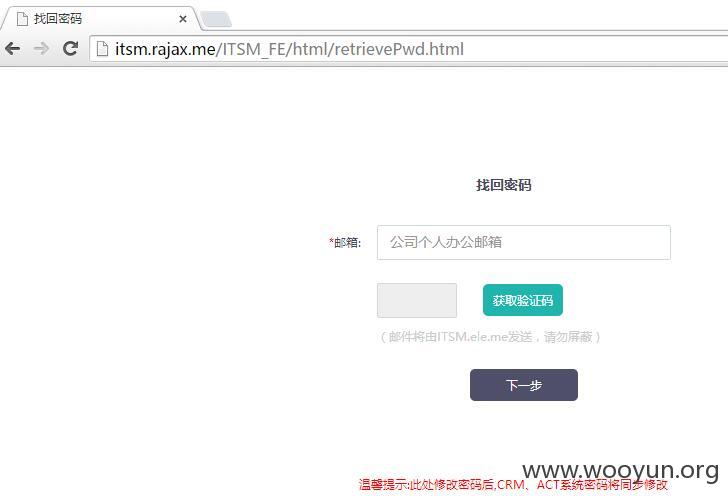 找回密码
itsm.rajax.me/ITSM_FE/html/retrievePwd.html
找回密码
*邮箱: 公司个人办公邮箱
获取验证码
（邮件将由ITSM.ele.me发送，请勿屏蔽）
下一步
www.wooyun.org
温馨提示:此处修改密码后,CRM、ACT系统密码将同步修改